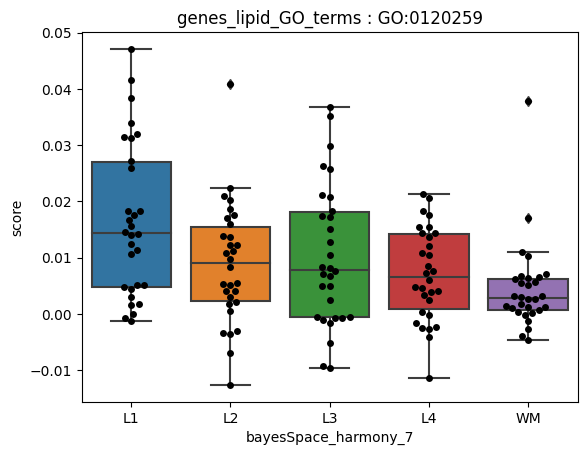 genes_lipid_GO_terms : GO:0120259
0.05
0.04
0.03
0.02
0.01
0.00
−0.01
score
L1 L2 L3 L4 WM
bayesSpace_harmony_7